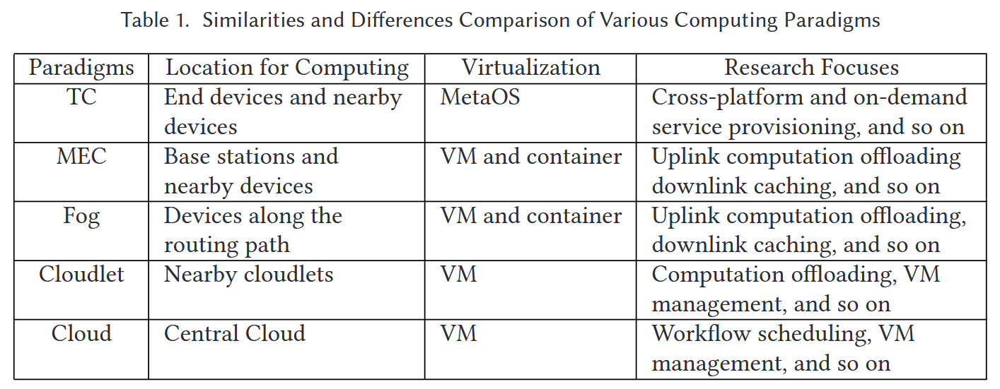 Table 1. Similarities and Differences Comparison of Various Computing Paradigms
Paradigms Location for Computing Virtualization Research Focuses
TC End devices and nearby MetaOS Cross-platform and on-demand
devices service provisioning, and so on
MEC Base stations and VM and container Uplink computation offloading
nearby devices downlink caching, and so on
Fog Devices along the VM and container Uplink computation offloading,
routing path downlink caching, and so on
Cloudlet Nearby cloudlets VM Computation offloading, VM
management, and so on
Cloud Central Cloud VM Workflow scheduling, VM
management, and so on